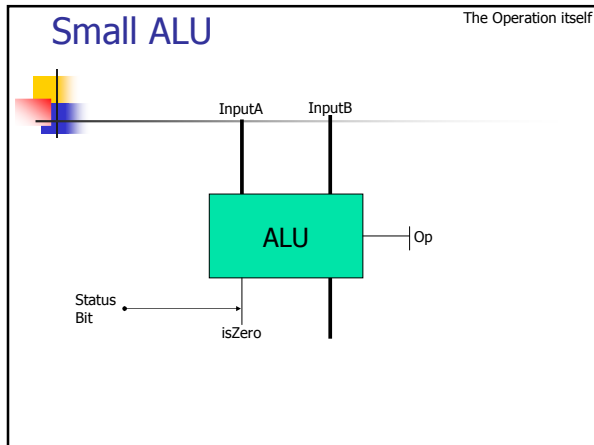 Small ALU
The Operation itself
InputA
InputB
ALU
Op
Status
Bit
isZero